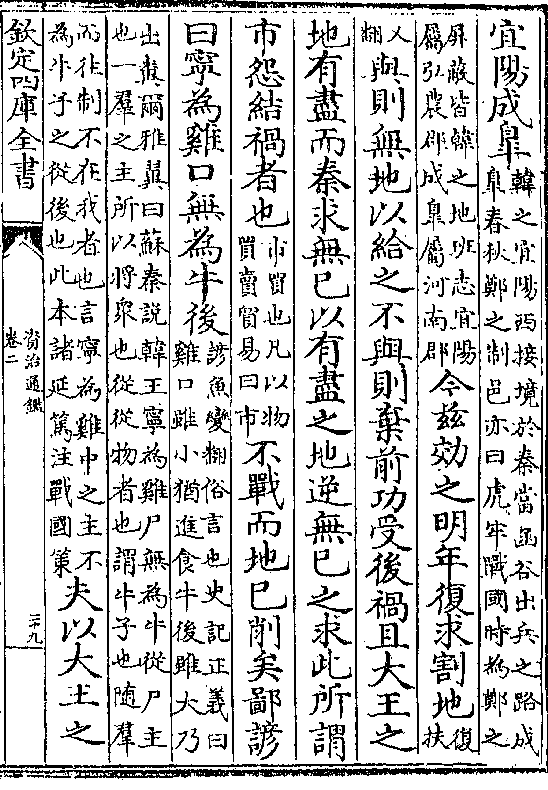 宜陽成臯韓之宜陽西接境於秦當函谷出兵之路成臯春秋鄭之制邑亦曰虎牢戰國時為鄭之
屏蔽皆韓之地班志宜陽屬弘農郡成臯屬河南郡今兹効之明年復求割地復扶
又翻與則無地以給之不與則棄前功受後禍且大王之
地有盡而秦求無已以有盡之地逆無已之求此所謂
市怨結禍者也市買也凡以物買賣貿易曰市不戰而地已削矣鄙諺
曰寧為雞口無為牛後諺魚變翻俗言也史記正義曰雞口雖小猶進食牛後雖大乃
出糞爾雅翼曰蘇秦說韓王寧為雞尸無為牛從尸主也一羣之主所以將衆也從從物者也謂牛子也随羣
而往制不在我者也言寧為雞中之主不為牛子之從後也此本諸延篤注戰國策夫以大王之
欽定四庫全書
資治通鑑
卷二
三十九